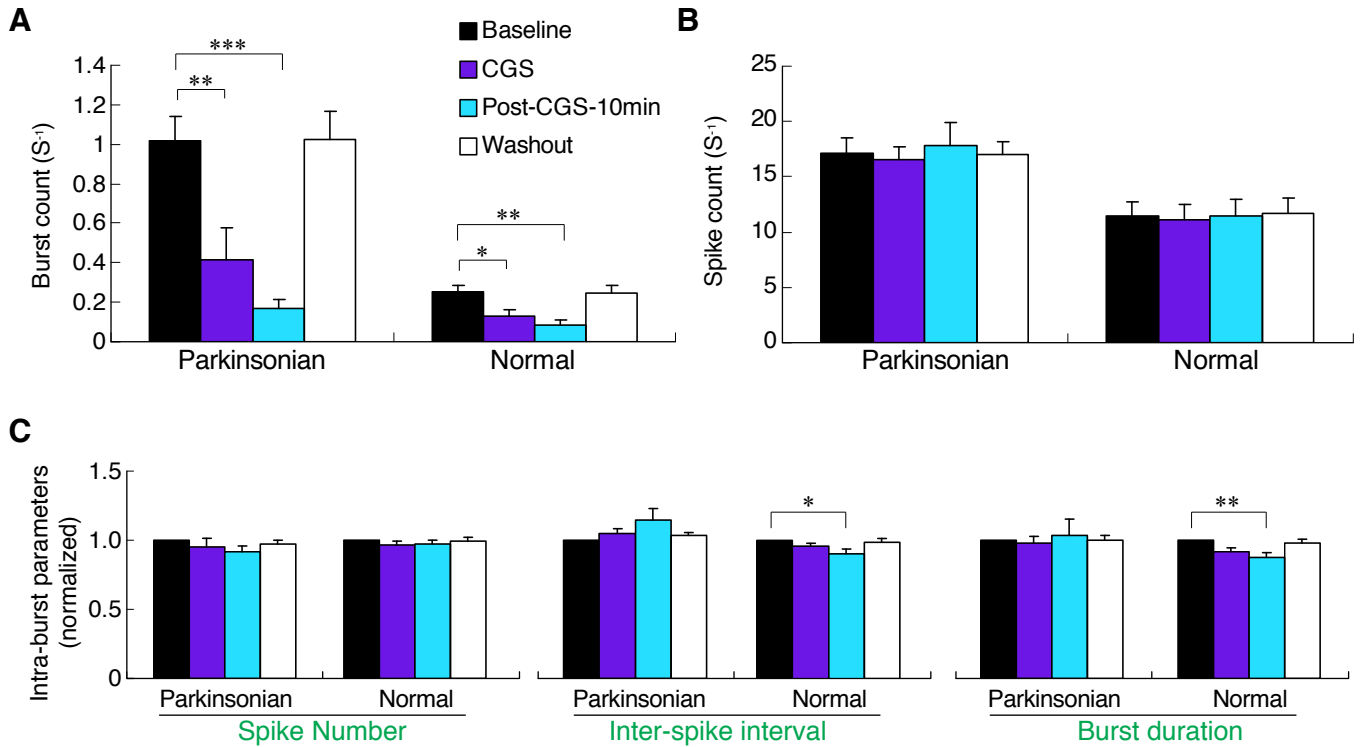 A
Burst count (S-1)
1.4
1.2
1
0.8
0.6
0.4
0.2
0
***
**
**
*
Parkinsonian
Normal
Baseline
CGS
Post-CGS-10min
Washout
B
Spike count (S-1)
25
20
15
10
5
0
Parkinsonian
Normal
C
Intra-burst parameters
(normalized)
1.5
1.0
0.5
0
*
**
Parkinsonian Normal
Parkinsonian Normal
Parkinsonian Normal
Spike Number
Inter-spike interval
Burst duration